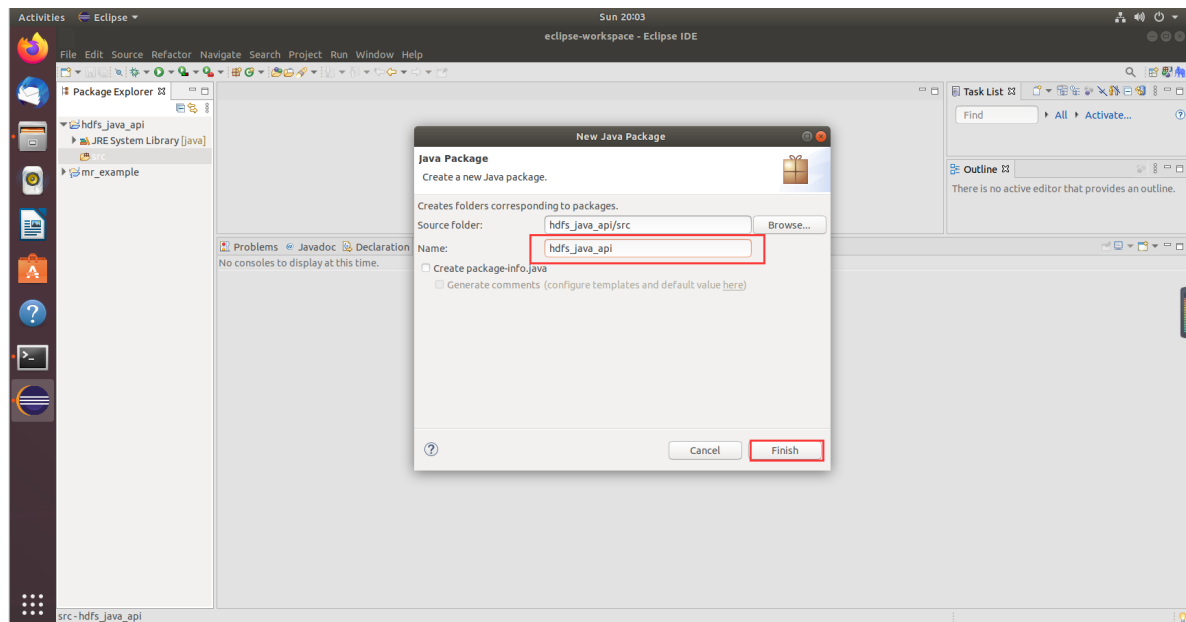 Activities Eclipse Sun 20:03
eclipse-workspace - Eclipse IDE
File Edit Source Refactor Navigate Search Project Run Window Help
Package Explorer
hdfs_java_api
JRE System Library [java]
src
mr_example
Problems Javadoc Declaration
No consoles to display at this time.
New Java Package
Java Package
Create a new Java package.
Creates folders corresponding to packages.
Source folder: hdfs_java_api/src Browse...
Name: hdfs_java_api
Create package-info.java
Generate comments (configure templates and default value here)
Cancel Finish
Task List
Find All Activate...
Outline
There is no active editor that provides an outline.
src - hdfs_java_api